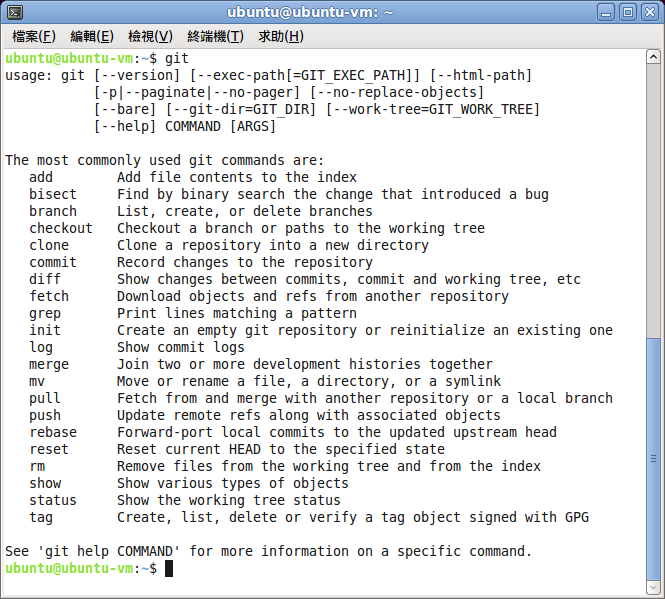 ubuntu@ubuntu-vm: ~
檔案(F) 編輯(E) 檢視(V) 終端機(T) 求助(H)
ubuntu@ubuntu-vm:~$ git
usage: git [--version] [--exec-path[=GIT_EXEC_PATH]] [--html-path]
           [-p|--paginate|--no-pager] [--no-replace-objects]
           [--bare] [--git-dir=GIT_DIR] [--work-tree=GIT_WORK_TREE]
           [--help] COMMAND [ARGS]

The most commonly used git commands are:
   add        Add file contents to the index
   bisect     Find by binary search the change that introduced a bug
   branch     List, create, or delete branches
   checkout   Checkout a branch or paths to the working tree
   clone      Clone a repository into a new directory
   commit     Record changes to the repository
   diff       Show changes between commits, commit and working tree, etc
   fetch      Download objects and refs from another repository
   grep       Print lines matching a pattern
   init       Create an empty git repository or reinitialize an existing one
   log        Show commit logs
   merge      Join two or more development histories together
   mv         Move or rename a file, a directory, or a symlink
   pull       Fetch from and merge with another repository or a local branch
   push       Update remote refs along with associated objects
   rebase     Forward-port local commits to the updated upstream head
   reset      Reset current HEAD to the specified state
   rm         Remove files from the working tree and from the index
   show       Show various types of objects
   status     Show the working tree status
   tag        Create, list, delete or verify a tag object signed with GPG

See 'git help COMMAND' for more information on a specific command.
ubuntu@ubuntu-vm:~$